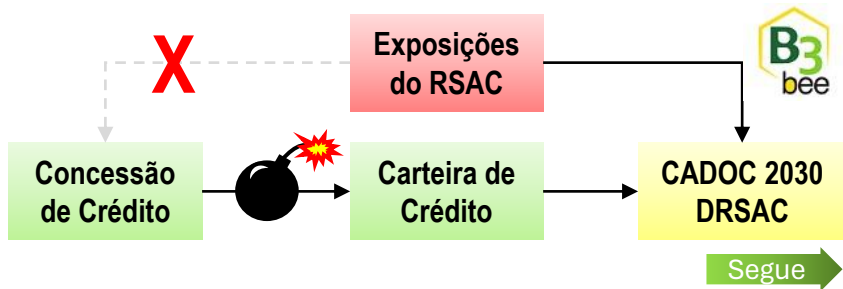 X
Exposições
do RSAC
B3
bee
Concessão
de Crédito
Carteira de
Crédito
CADOC 2030
DRSAC
Segue